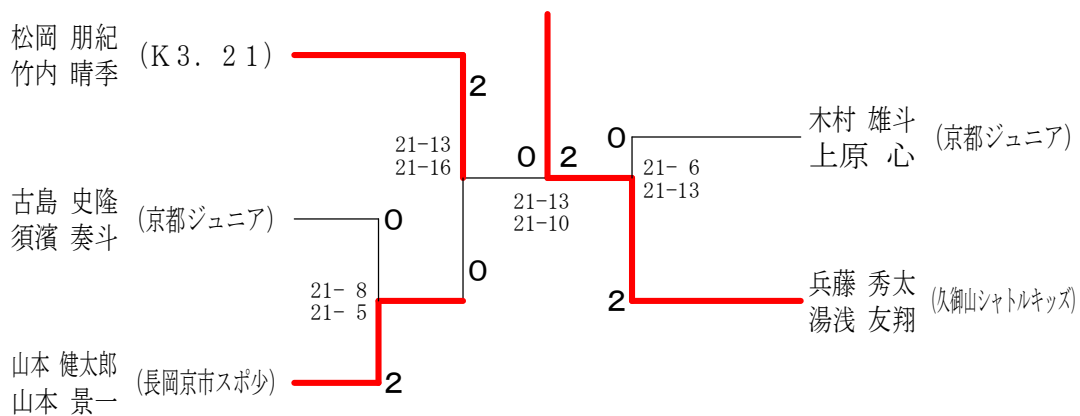 松岡 朋紀
竹内 晴季
(K3. 21)
2
21-13
21-16
古島 史隆
須濱 奏斗
(京都ジュニア)
0
0
21- 8
21- 5
山本 健太郎
山本 景一
(長岡京市スポ少)
2
0 2
21-13
21-10
0
21- 6
21-13
木村 雄斗
上原 心
(京都ジュニア)
2
兵藤 秀太
湯浅 友翔
(久御山シャトルキッズ)